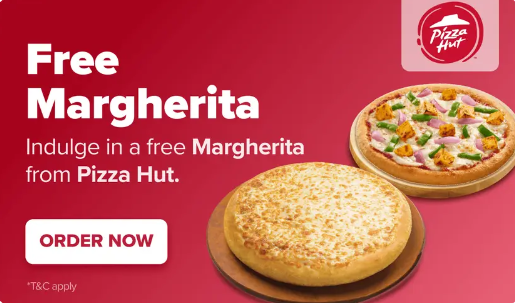 Pizza
Hut
Free
Margherita
Indulge in a free Margherita
from Pizza Hut.
ORDER NOW
*T&C apply